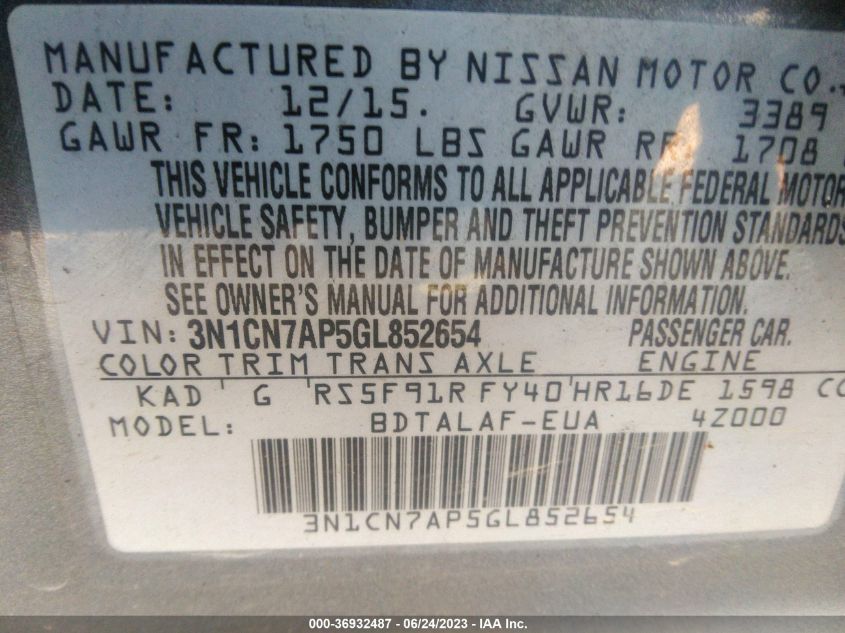 MANUFACTURED BY NISSAN MOTOR CO.,
DATE: 12/15. GVWR: 3389
GAWR FR: 1750 LBS GAWR RR 1708
THIS VEHICLE CONFORMS TO ALL APPLICABLE FEDERAL MOTOR
VEHICLE SAFETY, BUMPER AND THEFT PREVENTION STANDARDS
IN EFFECT ON THE DATE OF MANUFACTURE SHOWN ABOVE.
SEE OWNER'S MANUAL FOR ADDITIONAL INFORMATION.
VIN: 3N1CN7AP5GL852654 PASSENGER CAR.
COLOR TRIM TRANS AXLE ENGINE
KAD G RS5F91R FY40 HR16DE 1598 CC
MODEL: BDTALAF-EUA 4Z000
3N1CN7AP5GL852654
000-36932487 - 06/24/2023 - IAA Inc.